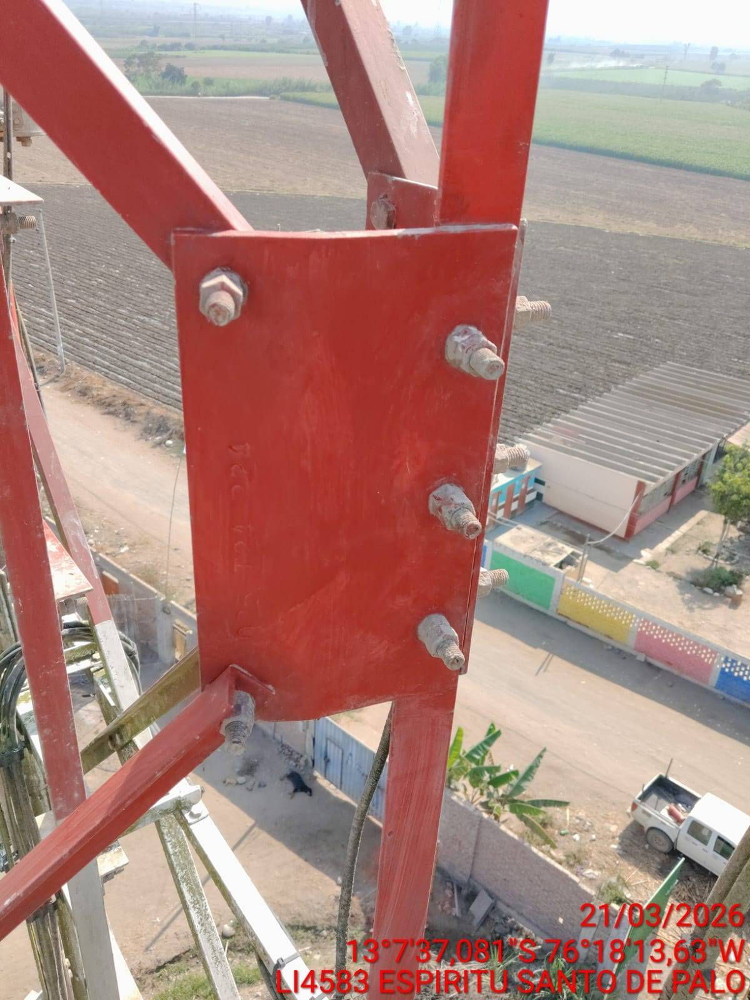 21/03/2026
13°7'37,081"S 76°18'13,63"W
LI4583 ESPIRITU SANTO DE PALO